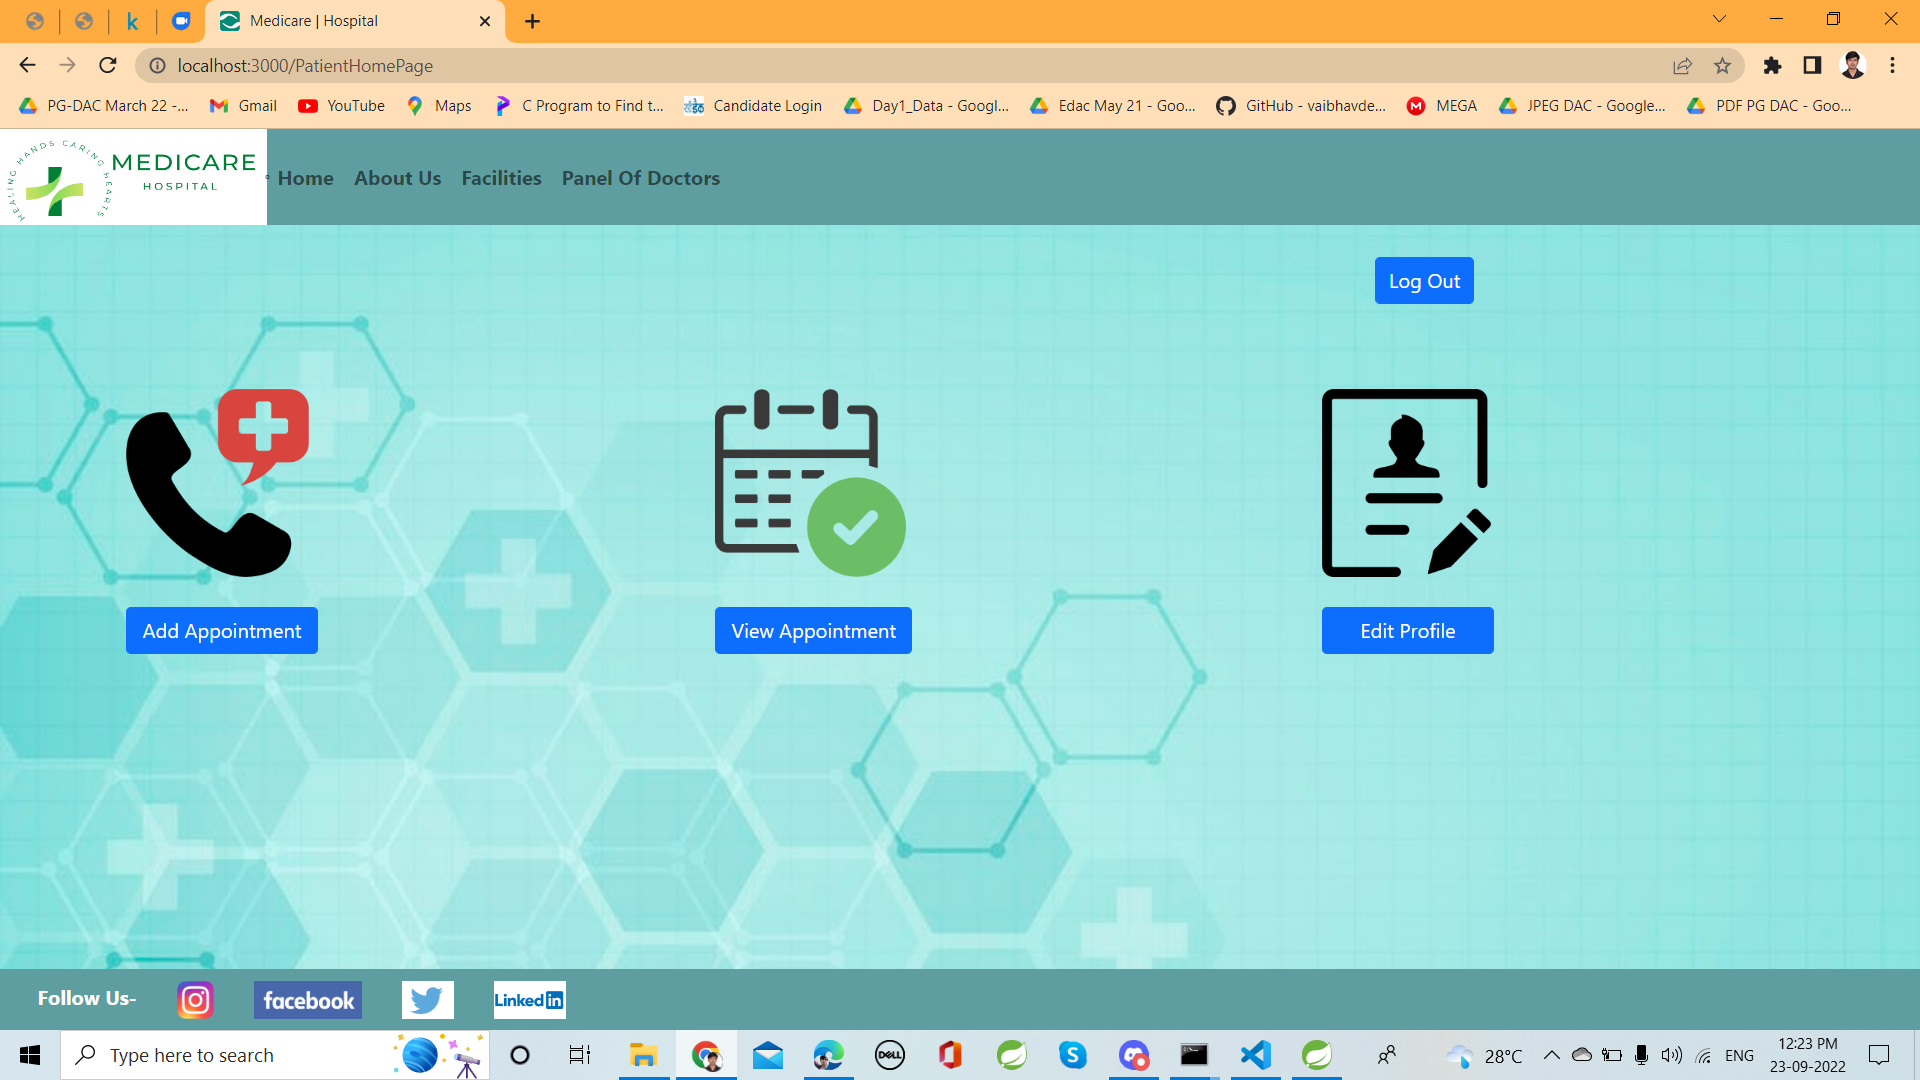 k
Medicare | Hospital
localhost:3000/PatientHomePage
PG-DAC March 22 -...
Gmail
YouTube
Maps
C Program to Find t...
Candidate Login
Day1_Data - Googl...
Edac May 21 - Goo...
GitHub - vaibhavde...
M
MEGA
JPEG DAC - Google...
PDF PG DAC - Goo...
HEALING HANDS CARING HEARTS
MEDICARE
HOSPITAL
Home
About Us
Facilities
Panel Of Doctors
Log Out
Add Appointment
View Appointment
Edit Profile
Follow Us-
facebook
Linked in
Type here to search
DELL
S
28°C
ENG
12:23 PM
23-09-2022